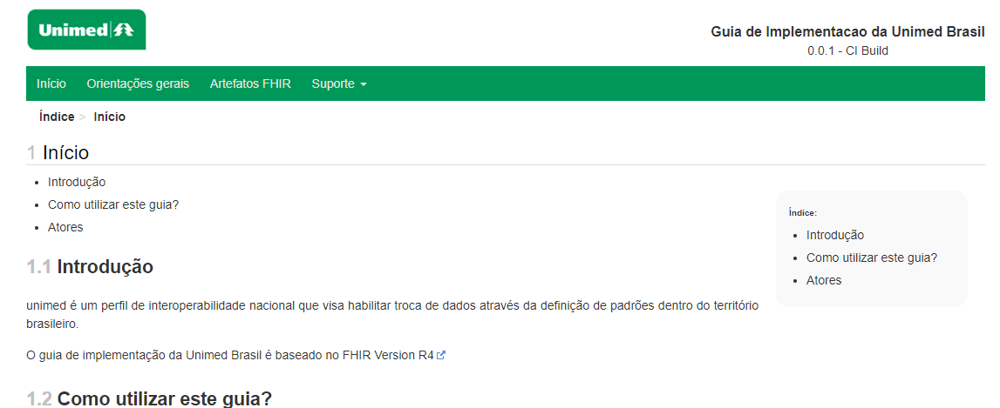 Unimed
Guia de Implementacao da Unimed Brasil
0.0.1 - CI Build
Início Orientações gerais Artefatos FHIR Suporte
Índice > Início
1 Início
Introdução
Como utilizar este guia?
Atores
Índice:
Introdução
Como utilizar este guia?
Atores
1.1 Introdução
unimed é um perfil de interoperabilidade nacional que visa habilitar troca de dados através da definição de padrões dentro do território
brasileiro.
O guia de implementação da Unimed Brasil é baseado no FHIR Version R4
1.2 Como utilizar este guia?